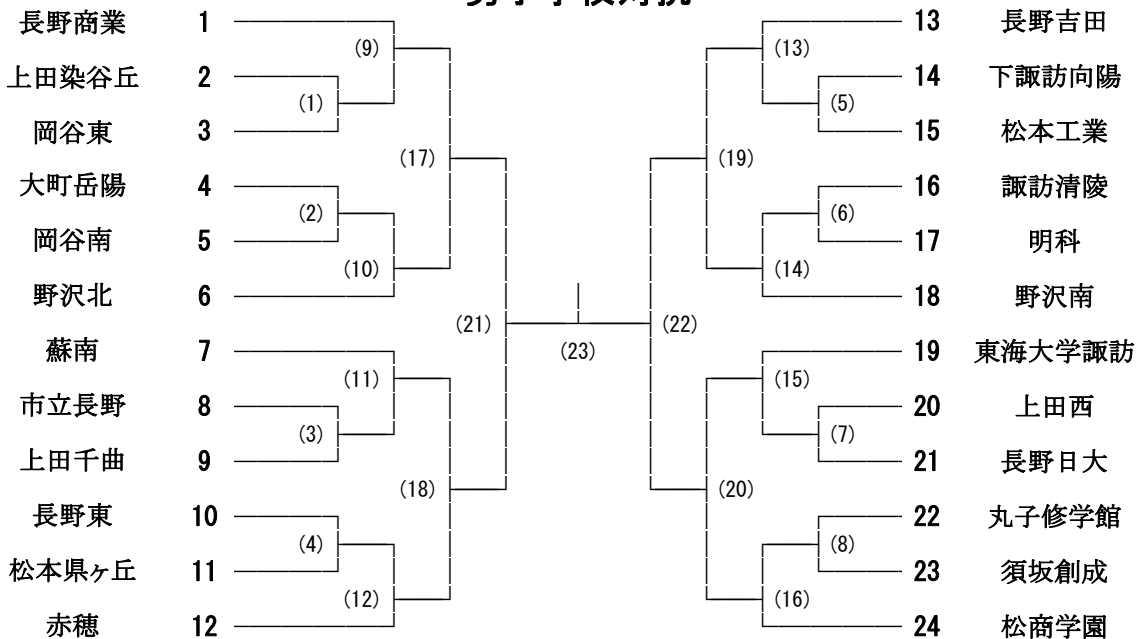 男子学校対抗
長野商業 1 13 長野吉田
(9) (13)
上田染谷丘 2 14 下諏訪向陽
(1) (5)
岡谷東 3 15 松本工業
(17) (19)
大町岳陽 4 16 諏訪清陵
(2) (6)
岡谷南 5 17 明科
(10) (14)
野沢北 6 18 野沢南
(21) (22)
蘇南 7 (23) 19 東海大学諏訪
(11) (15)
市立長野 8 20 上田西
(3) (7)
上田千曲 9 21 長野日大
(18) (20)
長野東 10 22 丸子修学館
(4) (8)
松本県ヶ丘 11 23 須坂創成
(12) (16)
赤穂 12 24 松商学園